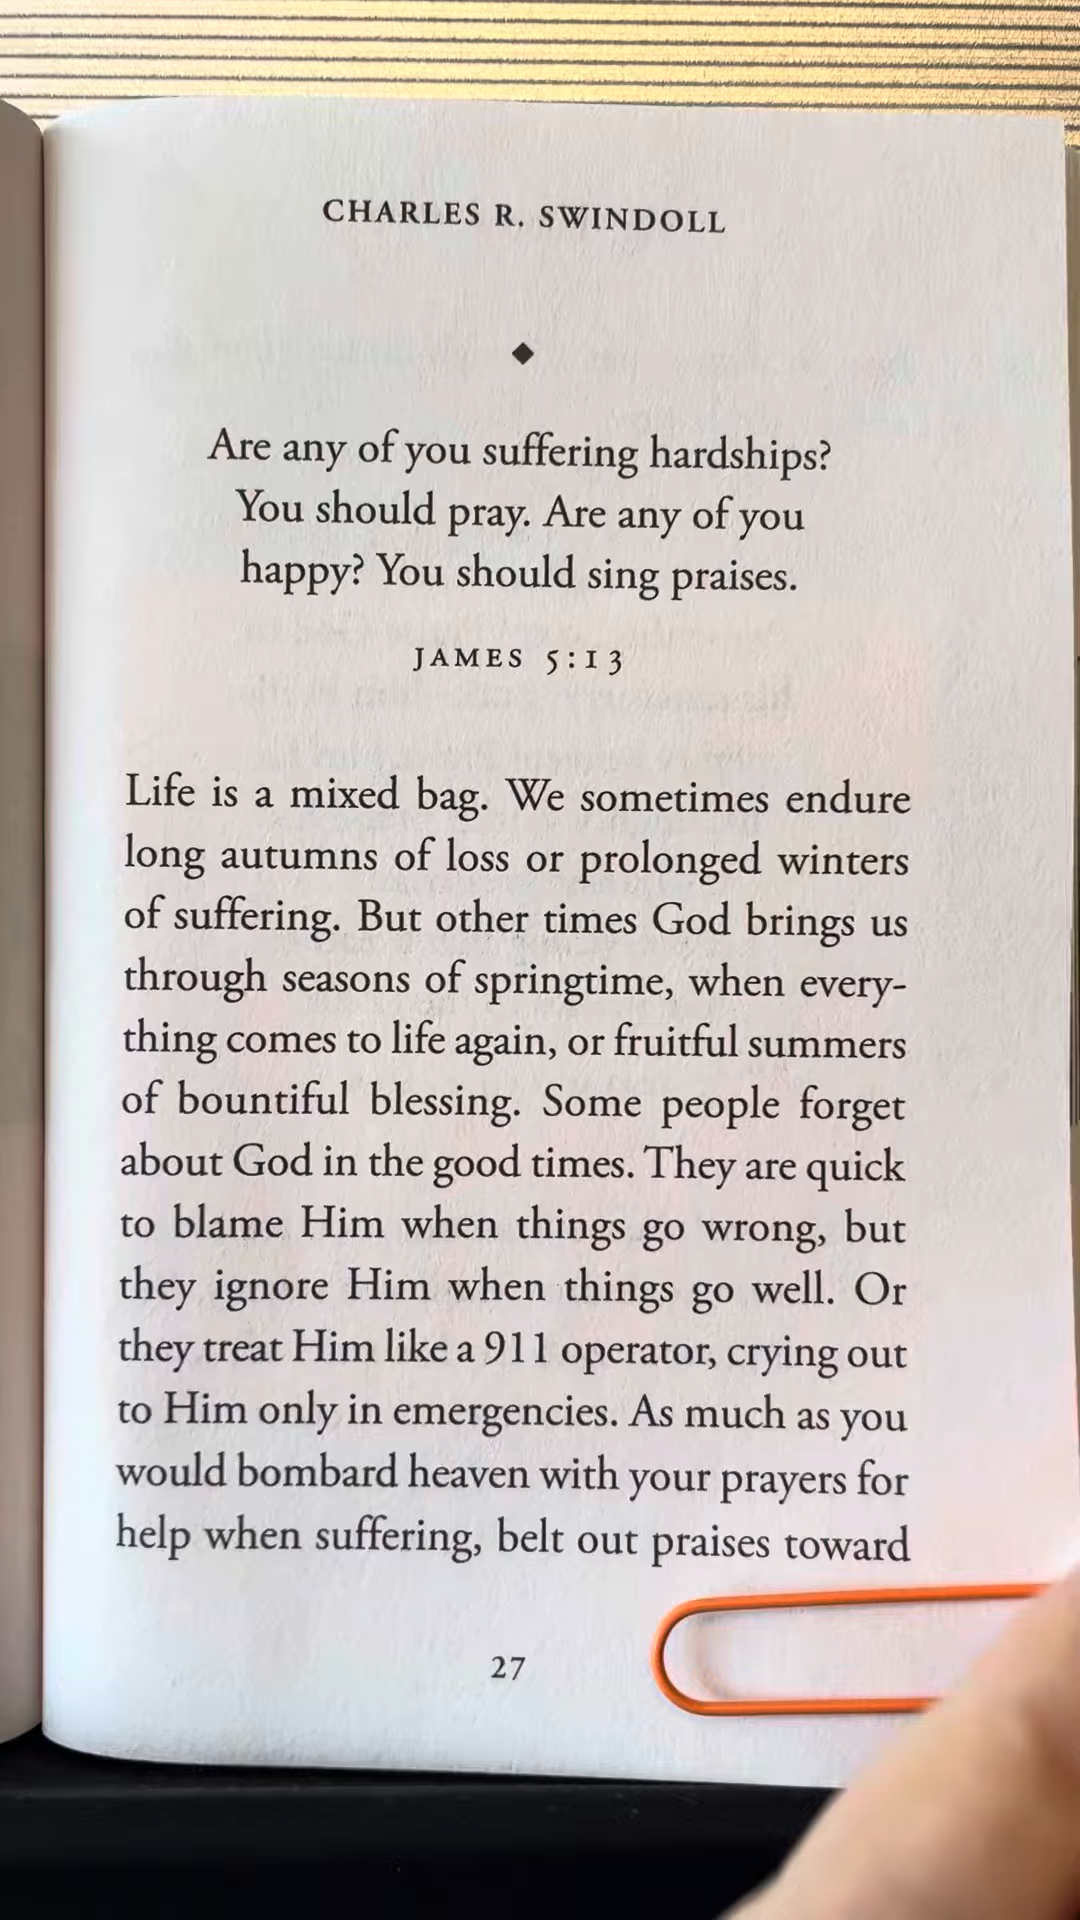 CHARLES R. SWINDOLL
◆
Are any of you suffering hardships?
You should pray. Are any of you
happy? You should sing praises.
JAMES 5:13
Life is a mixed bag. We sometimes endure
long autumns of loss or prolonged winters
of suffering. But other times God brings us
through seasons of springtime, when every-
thing comes to life again, or fruitful summers
of bountiful blessing. Some people forget
about God in the good times. They are quick
to blame Him when things go wrong, but
they ignore Him when things go well. Or
they treat Him like a 911 operator, crying out
to Him only in emergencies. As much as you
would bombard heaven with your prayers for
help when suffering, belt out praises toward
27